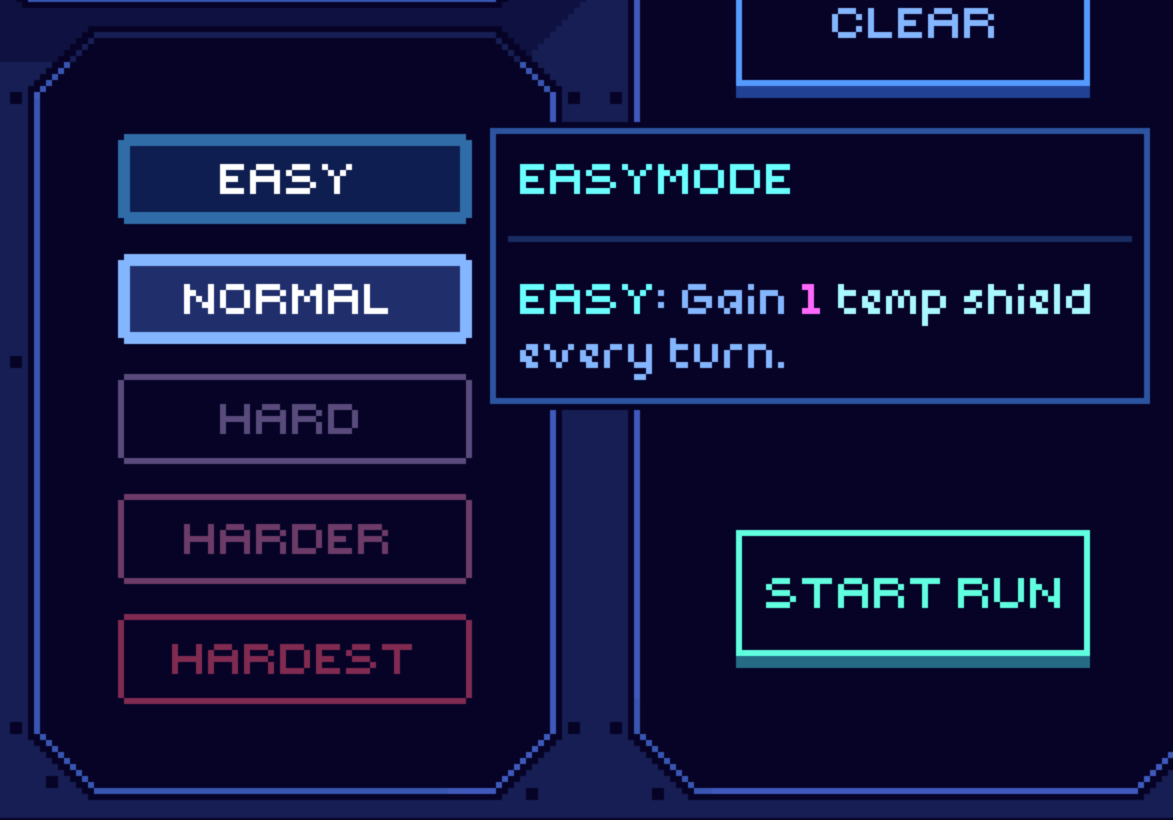 CLEAR
EASY
NORMAL
HARD
HARDER
HARDEST
EASYMODE
EASY: Gain 1 temp shield
every turn.
START RUN